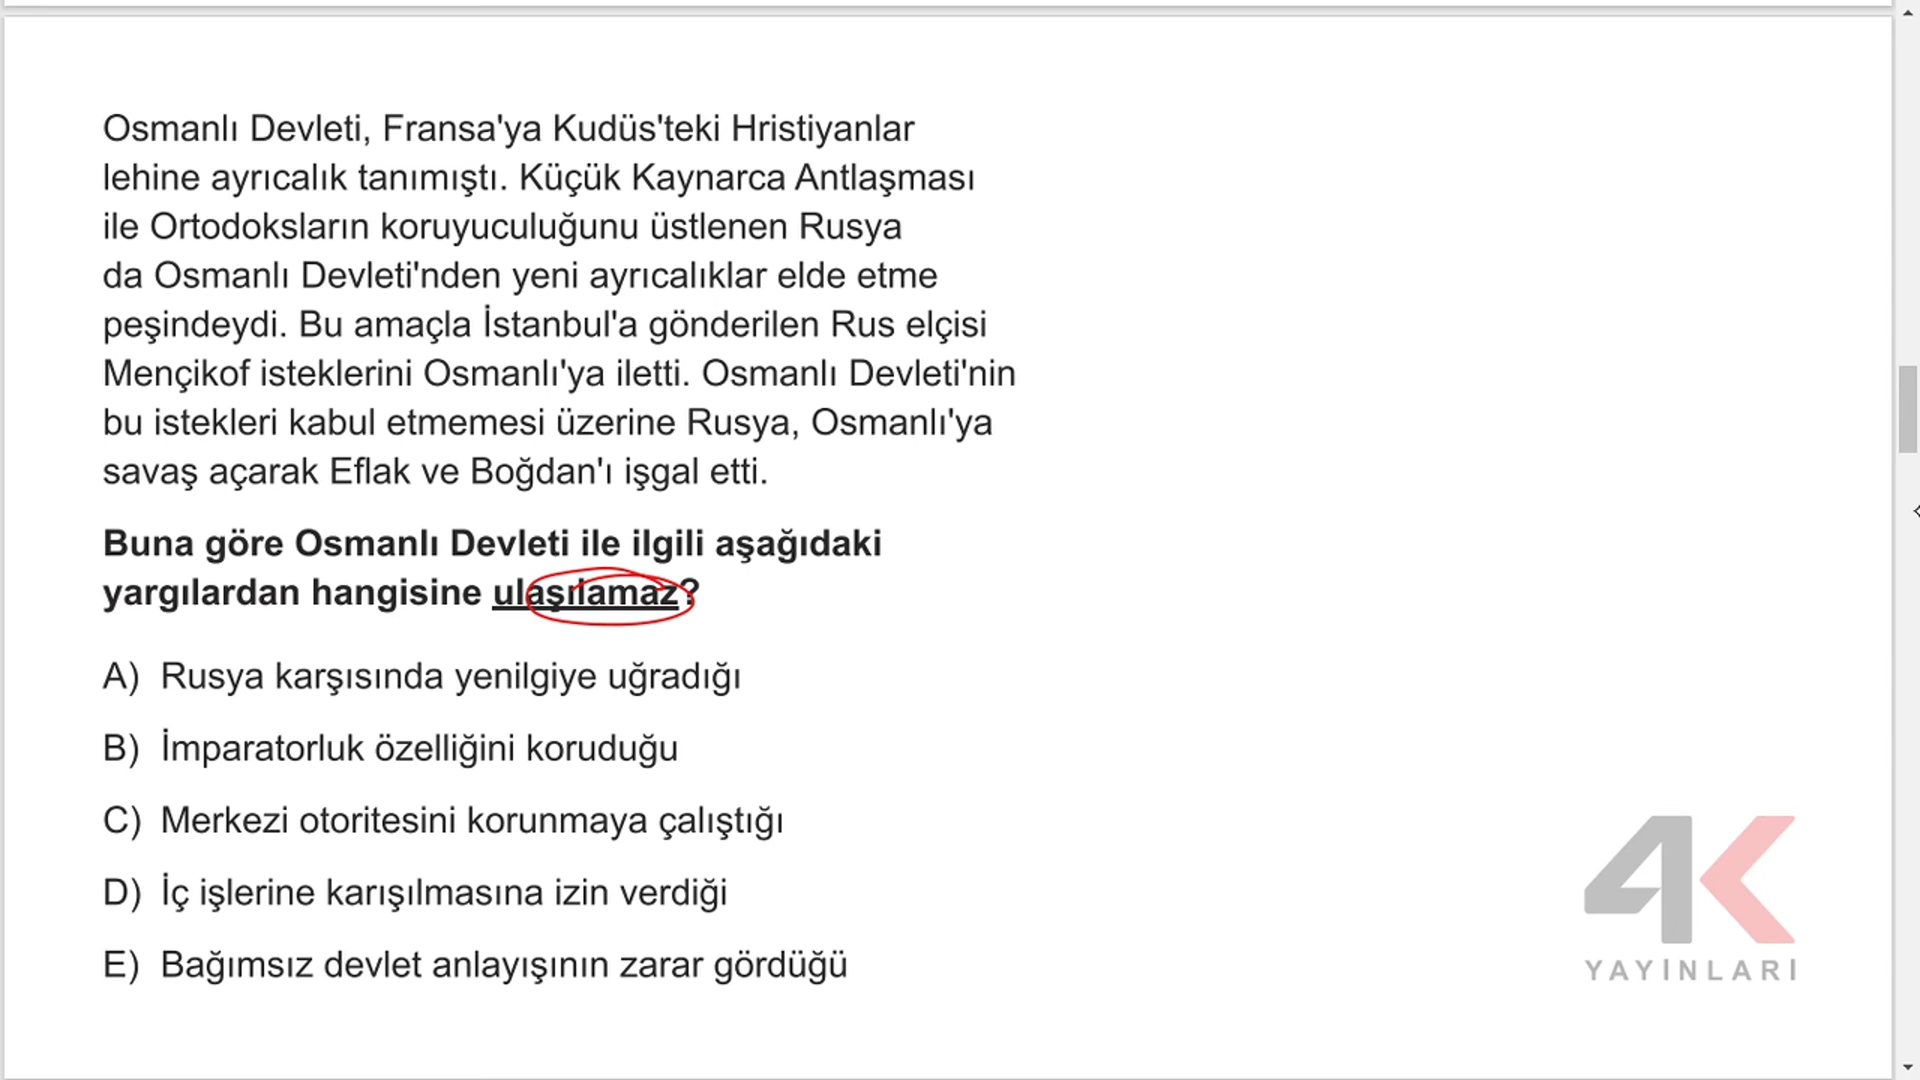 Osmanlı Devleti, Fransa'ya Kudüs'teki Hristiyanlar
lehine ayrıcalık tanımıştı. Küçük Kaynarca Antlaşması
ile Ortodoksların koruyuculuğunu üstlenen Rusya
da Osmanlı Devleti'nden yeni ayrıcalıklar elde etme
peşindeydi. Bu amaçla İstanbul'a gönderilen Rus elçisi
Mençikof isteklerini Osmanlı'ya iletti. Osmanlı Devleti'nin
bu istekleri kabul etmemesi üzerine Rusya, Osmanlı'ya
savaş açarak Eflak ve Boğdan'ı işgal etti.
Buna göre Osmanlı Devleti ile ilgili aşağıdaki
yargılardan hangisine ulaşılamaz?
A) Rusya karşısında yenilgiye uğradığı
B) İmparatorluk özelliğini koruduğu
C) Merkezi otoritesini korunmaya çalıştığı
D) İç işlerine karışılmasına izin verdiği
E) Bağımsız devlet anlayışının zarar gördüğü
4K
YAYINLARI